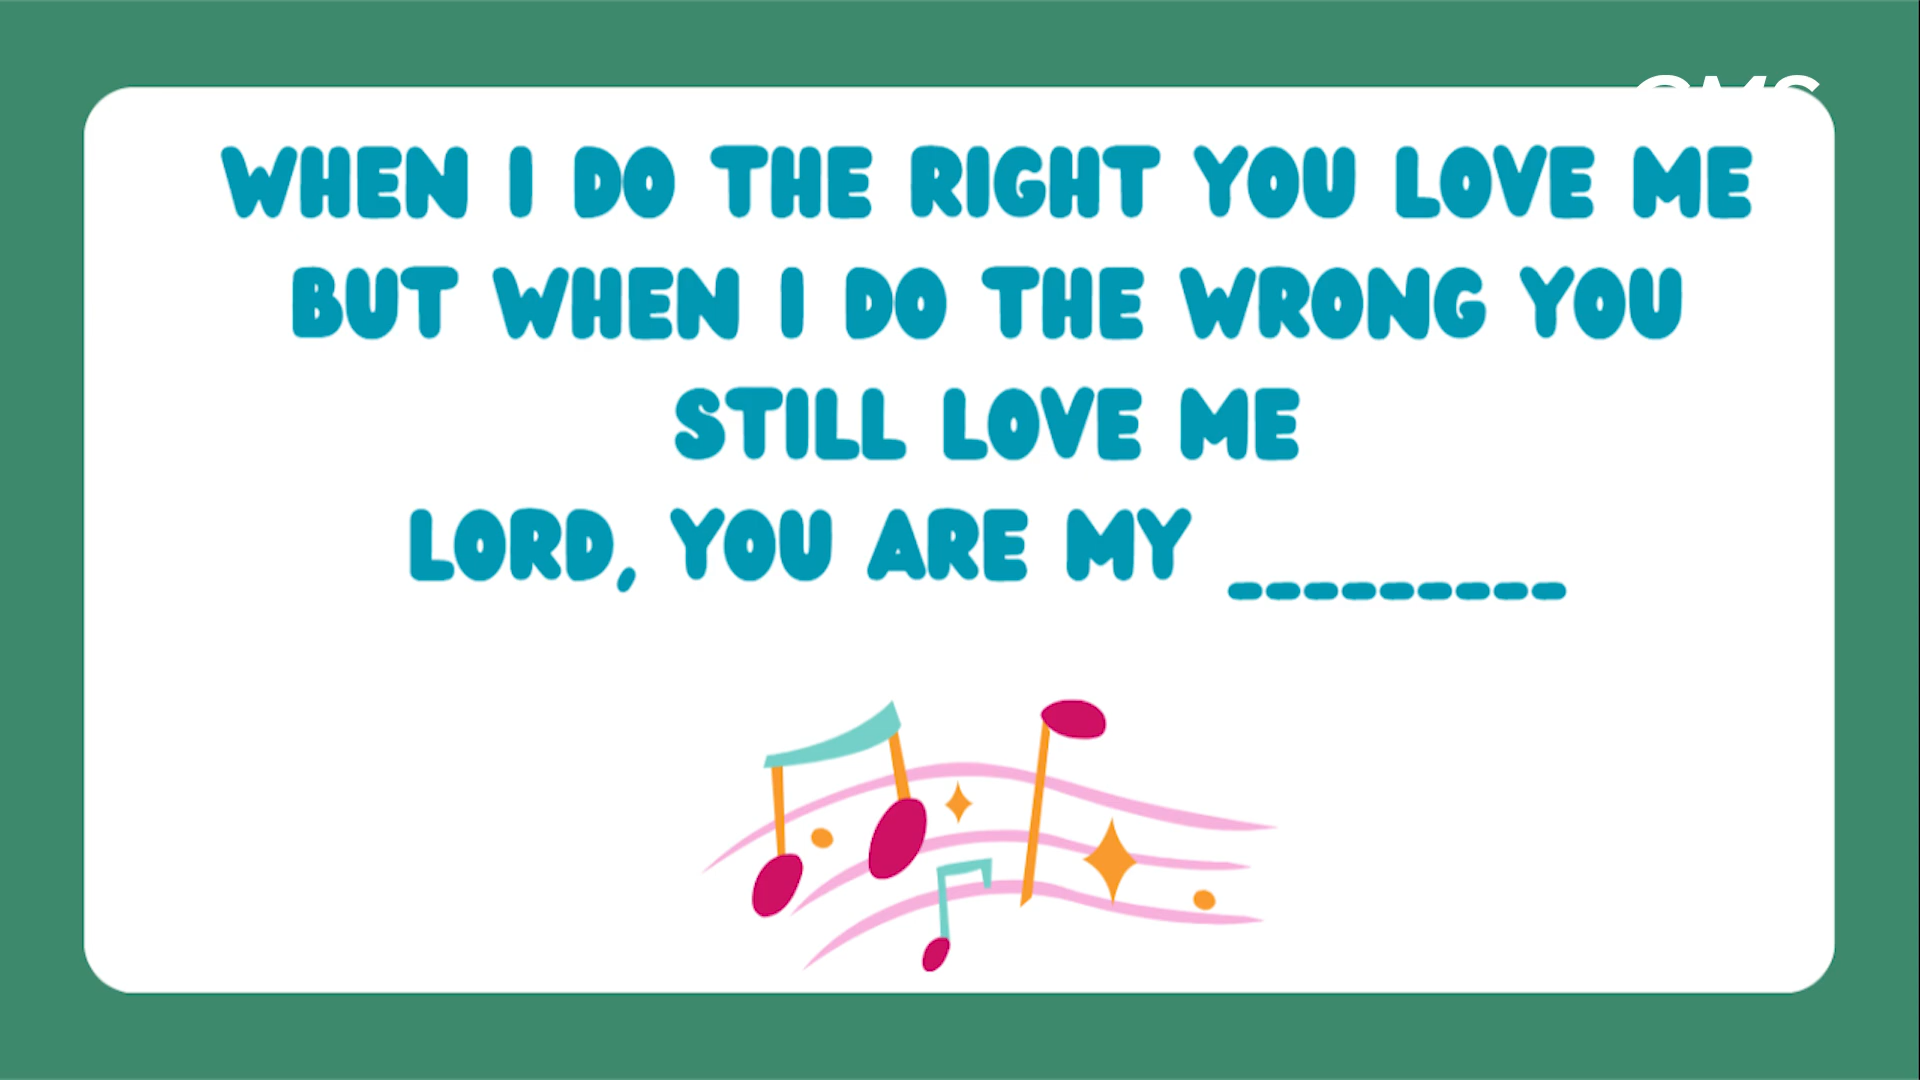 WHEN I DO THE RIGHT YOU LOVE ME
BUT WHEN I DO THE WRONG YOU
STILL LOVE ME
LORD, YOU ARE MY _________